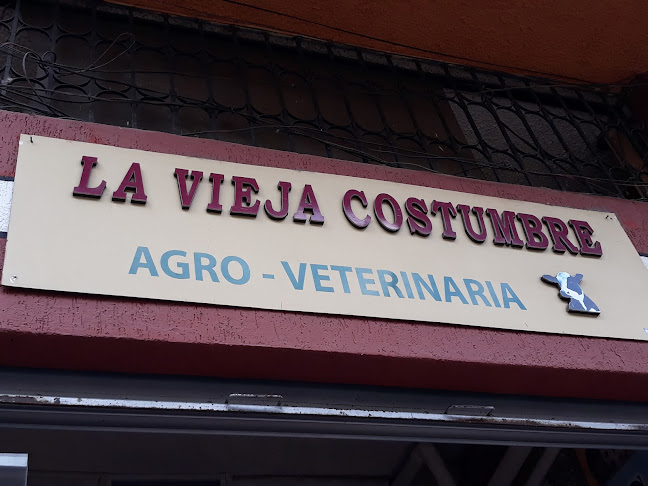 LA VIEJA COSTUMBRE
AGRO - VETERINARIA